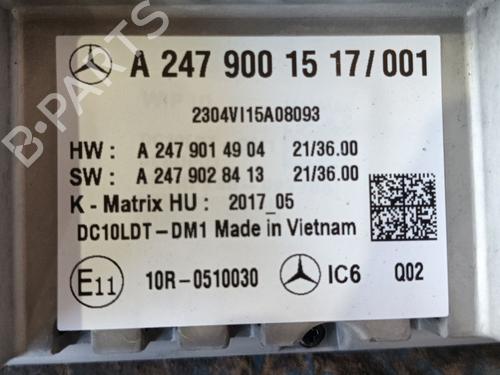 B-PARTS
A 247 900 15 17/001
2304VI15A08093
HW : A 247 901 49 04 21/36.00
SW : A 247 902 84 13 21/36.00
K - Matrix HU : 2017_05
DC10LDT-DM1 Made in Vietnam
E11 10R-0510030 IC6 Q02